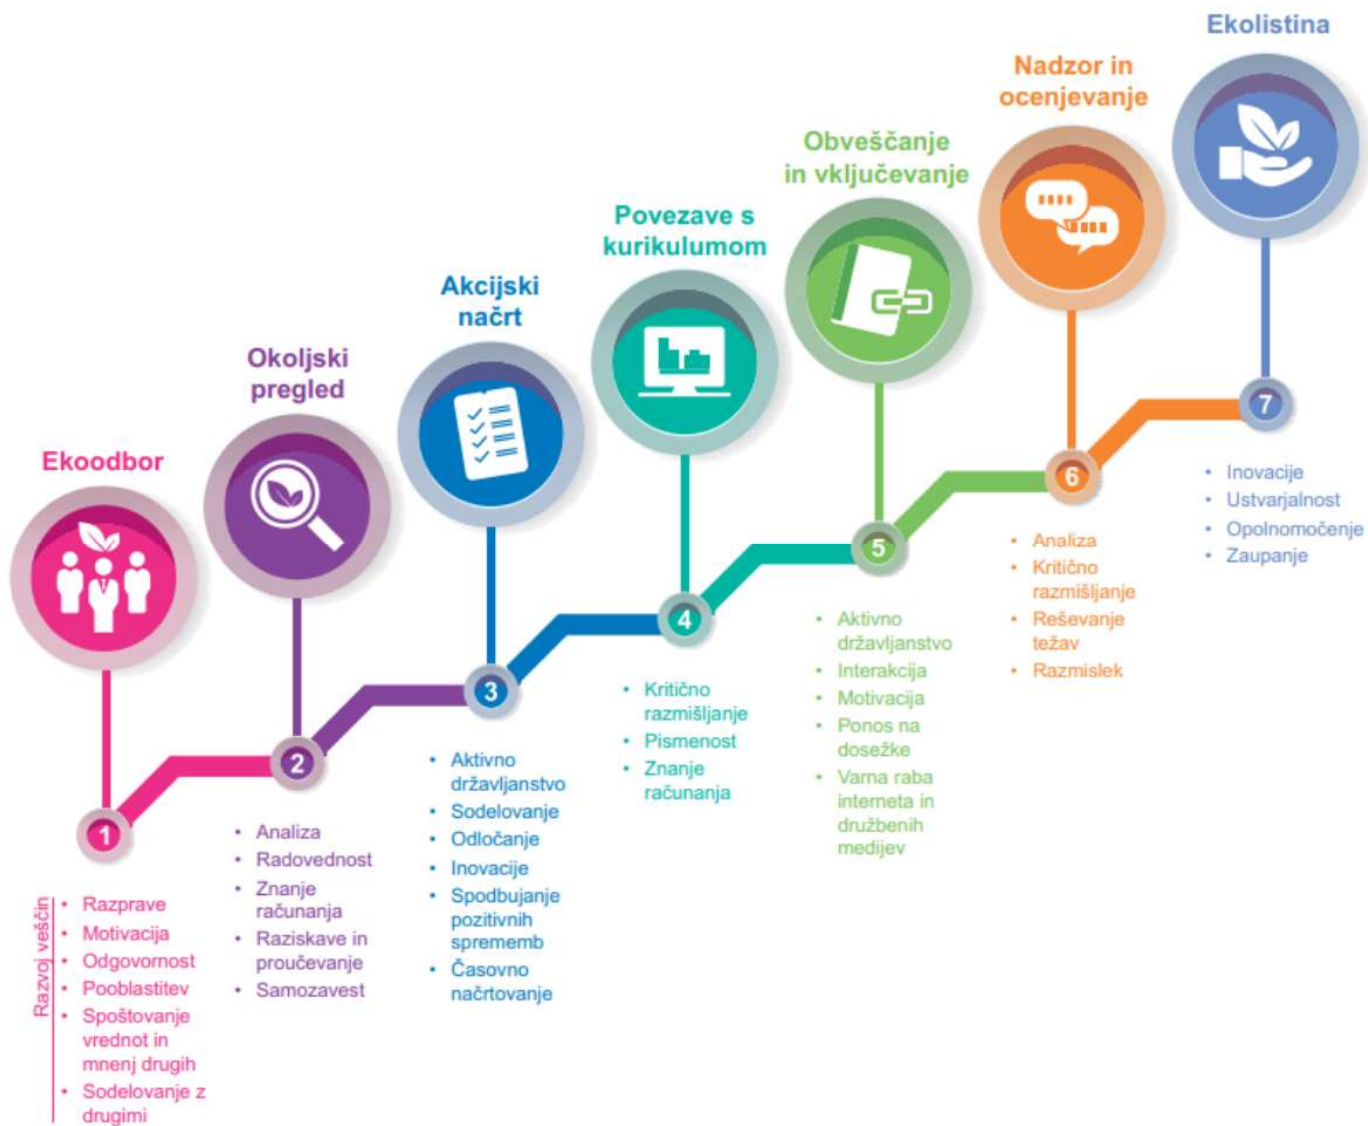 Ekoodbor
1
Razvoj veščin
• Razprave
• Motivacija
• Odgovornost
• Pooblastitev
• Spoštovanje
vrednot in
mnenj drugih
• Sodelovanje z
drugimi
Okoljski
pregled
2
• Analiza
• Radovednost
• Znanje
računanja
• Raziskave in
proučevanje
• Samozavest
Akcijski
načrt
3
• Aktivno
državljanstvo
• Sodelovanje
• Odločanje
• Inovacije
• Spodbujanje
pozitivnih
sprememb
• Časovno
načrtovanje
Povezave s
kurikulumom
4
• Kritično
razmišljanje
• Pismenost
• Znanje
računanja
Obveščanje
in vključevanje
5
• Aktivno
državljanstvo
• Interakcija
• Motivacija
• Ponos na
dosežke
• Varna raba
interneta in
družbenih
medijev
Nadzor in
ocenjevanje
6
• Analiza
• Kritično
razmišljanje
• Reševanje
težav
• Razmislek
Ekolistina
7
• Inovacije
• Ustvarjalnost
• Opolnomočenje
• Zaupanje